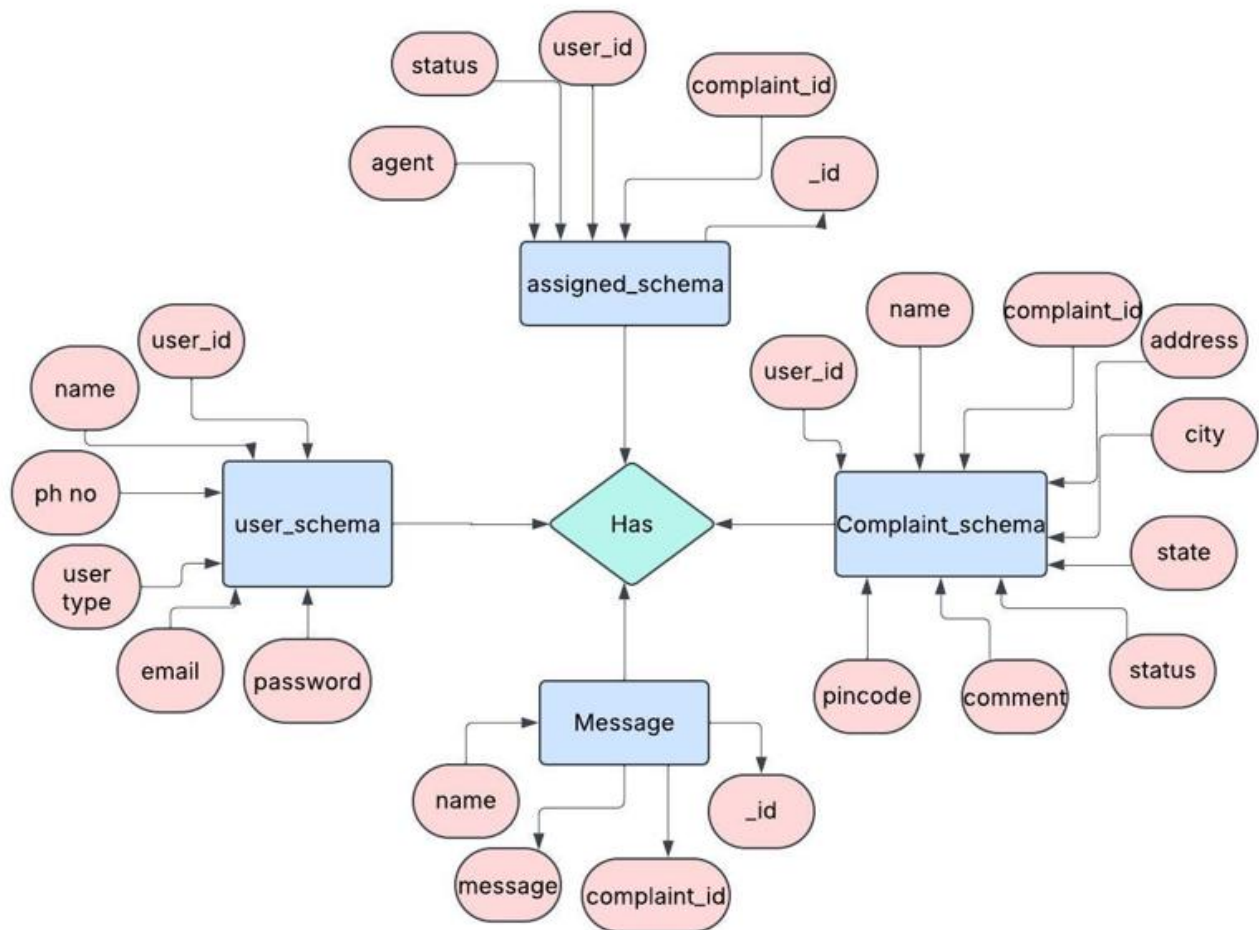 user_id
status
complaint_id
agent
_id
assigned_schema
name
complaint_id
user_id
address
name
user_id
city
ph no
user_schema
Has
Complaint_schema
state
user
type
email
password
pincode
comment
status
Message
name
_id
message
complaint_id